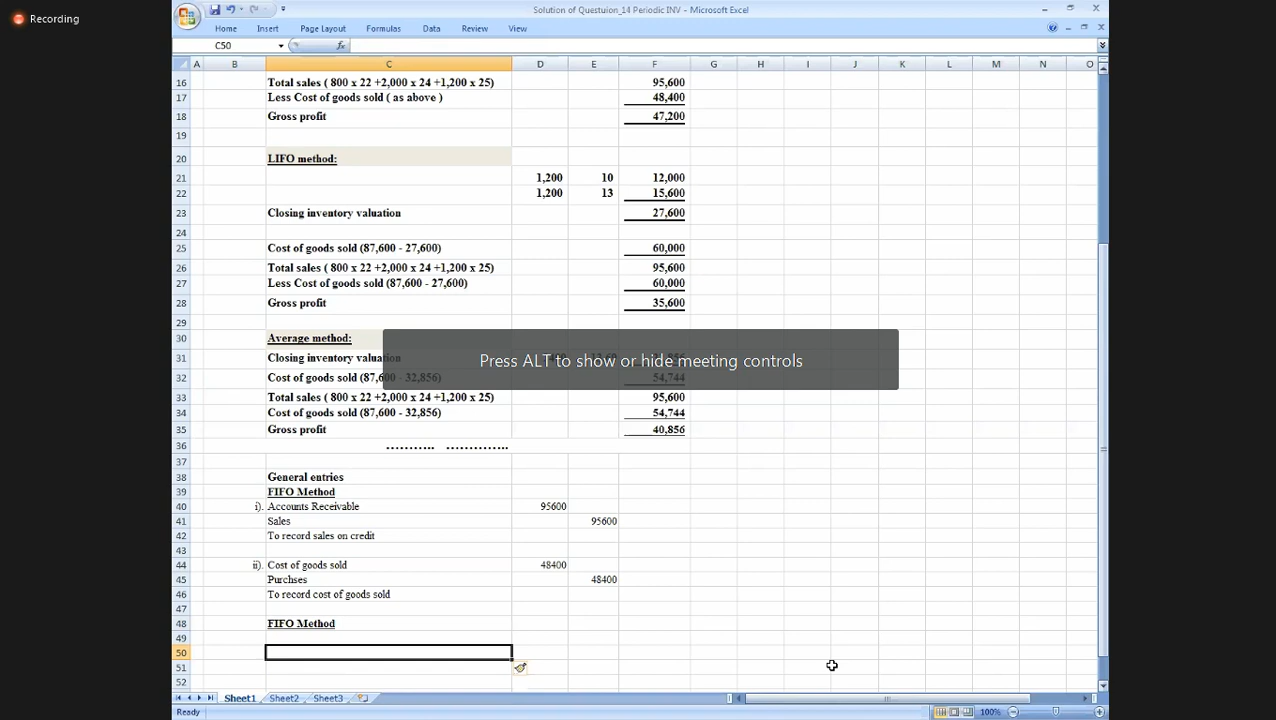 Recording
Solution of Questuion_14 Periodic INV - Microsoft Excel
Home Insert Page Layout Formulas Data Review View
C50 fx
A B C D E F G H I J K L M N O
16 Total sales ( 800 x 22 +2,000 x 24 +1,200 x 25) 95,600
17 Less Cost of goods sold ( as above ) 48,400
18 Gross profit 47,200
19
20 LIFO method:
21 1,200 10 12,000
22 1,200 13 15,600
23 Closing inventory valuation 27,600
24
25 Cost of goods sold (87,600 - 27,600) 60,000
26 Total sales ( 800 x 22 +2,000 x 24 +1,200 x 25) 95,600
27 Less Cost of goods sold (87,600 - 27,600) 60,000
28 Gross profit 35,600
29
30 Average method:
31 Closing inventory valuation
Press ALT to show or hide meeting controls
32 Cost of goods sold (87,600 - 32,856) 54,744
33 Total sales ( 800 x 22 +2,000 x 24 +1,200 x 25) 95,600
34 Cost of goods sold (87,600 - 32,856) 54,744
35 Gross profit 40,856
36 ........... ..............
37
38 General entries
39 FIFO Method
40 i). Accounts Receivable 95600
41 Sales 95600
42 To record sales on credit
43
44 ii). Cost of goods sold 48400
45 Purchses 48400
46 To record cost of goods sold
47
48 FIFO Method
49
50
51
52
Sheet1 Sheet2 Sheet3
Ready 100%